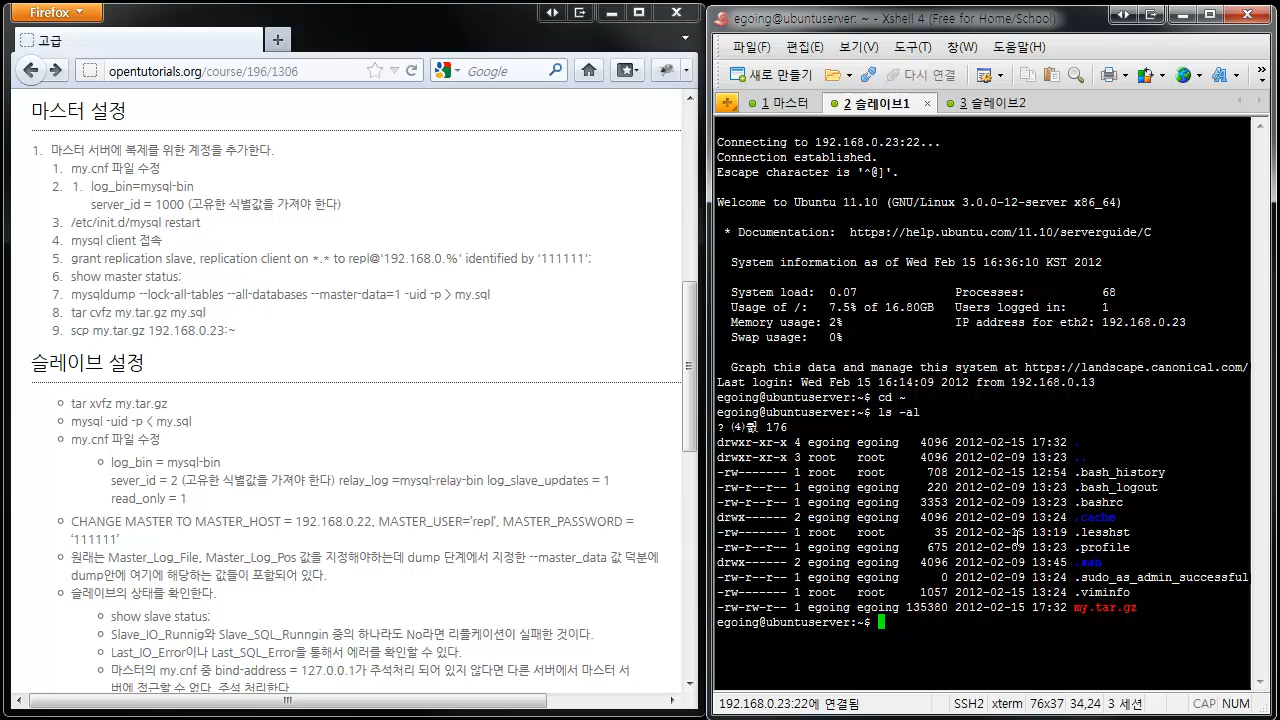 Firefox
고급
opentutorials.org/course/196/1306
Google
마스터 설정
1. 마스터 서버에 복제를 위한 계정을 추가한다.
1. my.cnf 파일 수정
2. 1. log_bin=mysql-bin
server_id = 1000 (고유한 식별값을 가져야 한다)
3. /etc/init.d/mysql restart
4. mysql client 접속
5. grant replication slave, replication client on *.* to repl@'192.168.0.%' identified by '111111';
6. show master status;
7. mysqldump --lock-all-tables --all-databases --master-data=1 -uid -p > my.sql
8. tar cvfz my.tar.gz my.sql
9. scp my.tar.gz 192.168.0.23:~
슬레이브 설정
tar xvfz my.tar.gz
mysql -uid -p < my.sql
my.cnf 파일 수정
log_bin = mysql-bin
sever_id = 2 (고유한 식별값을 가져야 한다) relay_log =mysql-relay-bin log_slave_updates = 1
read_only = 1
CHANGE MASTER TO MASTER_HOST = 192.168.0.22, MASTER_USER='repl', MASTER_PASSWORD =
‘111111’
원래는 Master_Log_File, Master_Log_Pos 값을 지정해야하는데 dump 단계에서 지정한 --master_data 값 덕분에
dump안에 여기에 해당하는 값들이 포함되어 있다.
슬레이브의 상태를 확인한다.
show slave status;
Slave_IO_Runnig와 Slave_SQL_Runngin 중의 하나라도 No라면 리플케이션이 실패한 것이다.
Last_IO_Error이나 Last_SQL_Error을 통해서 에러를 확인할 수 있다.
마스터의 my.cnf 중 bind-address = 127.0.0.1가 주석처리 되어 있지 않다면 다른 서버에서 마스터 서
버에 접근할 수 없다. 주석 처리한다
egoing@ubuntuserver: ~ - Xshell 4 (Free for Home/School)
파일(F) 편집(E) 보기(V) 도구(T) 창(W) 도움말(H)
새로 만들기 다시 연결
1 마스터 2 슬레이브1 3 슬레이브2
Connecting to 192.168.0.23:22...
Connection established.
Escape character is '^@]'.
Welcome to Ubuntu 11.10 (GNU/Linux 3.0.0-12-server x86_64)
* Documentation: https://help.ubuntu.com/11.10/serverguide/C
System information as of Wed Feb 15 16:36:10 KST 2012
System load: 0.07 Processes: 68
Usage of /: 7.5% of 16.80GB Users logged in: 1
Memory usage: 2% IP address for eth2: 192.168.0.23
Swap usage: 0%
Graph this data and manage this system at https://landscape.canonical.com/
Last login: Wed Feb 15 16:14:09 2012 from 192.168.0.13
egoing@ubuntuserver:~$ cd ~
egoing@ubuntuserver:~$ ls -al
176
drwxr-xr-x 4 egoing egoing 4096 2012-02-15 17:32 .
drwxr-xr-x 3 root root 4096 2012-02-09 13:23 ..
-rw------- 1 root root 708 2012-02-15 12:54 .bash_history
-rw-r--r-- 1 egoing egoing 220 2012-02-09 13:23 .bash_logout
-rw-r--r-- 1 egoing egoing 3353 2012-02-09 13:23 .bashrc
drwx------ 2 egoing egoing 4096 2012-02-09 13:24 .cache
-rw------- 1 root root 35 2012-02-15 13:19 .lesshst
-rw-r--r-- 1 egoing egoing 675 2012-02-09 13:23 .profile
drwx------ 2 egoing egoing 4096 2012-02-09 13:45 .ssh
-rw-r--r-- 1 egoing egoing 0 2012-02-09 13:24 .sudo_as_admin_successful
-rw------- 1 root root 1057 2012-02-15 13:24 .viminfo
-rw-rw-r-- 1 egoing egoing 135380 2012-02-15 17:32 my.tar.gz
egoing@ubuntuserver:~$
192.168.0.23:22에 연결됨 SSH2 xterm 76x37 34,24 3 세션 CAP NUM